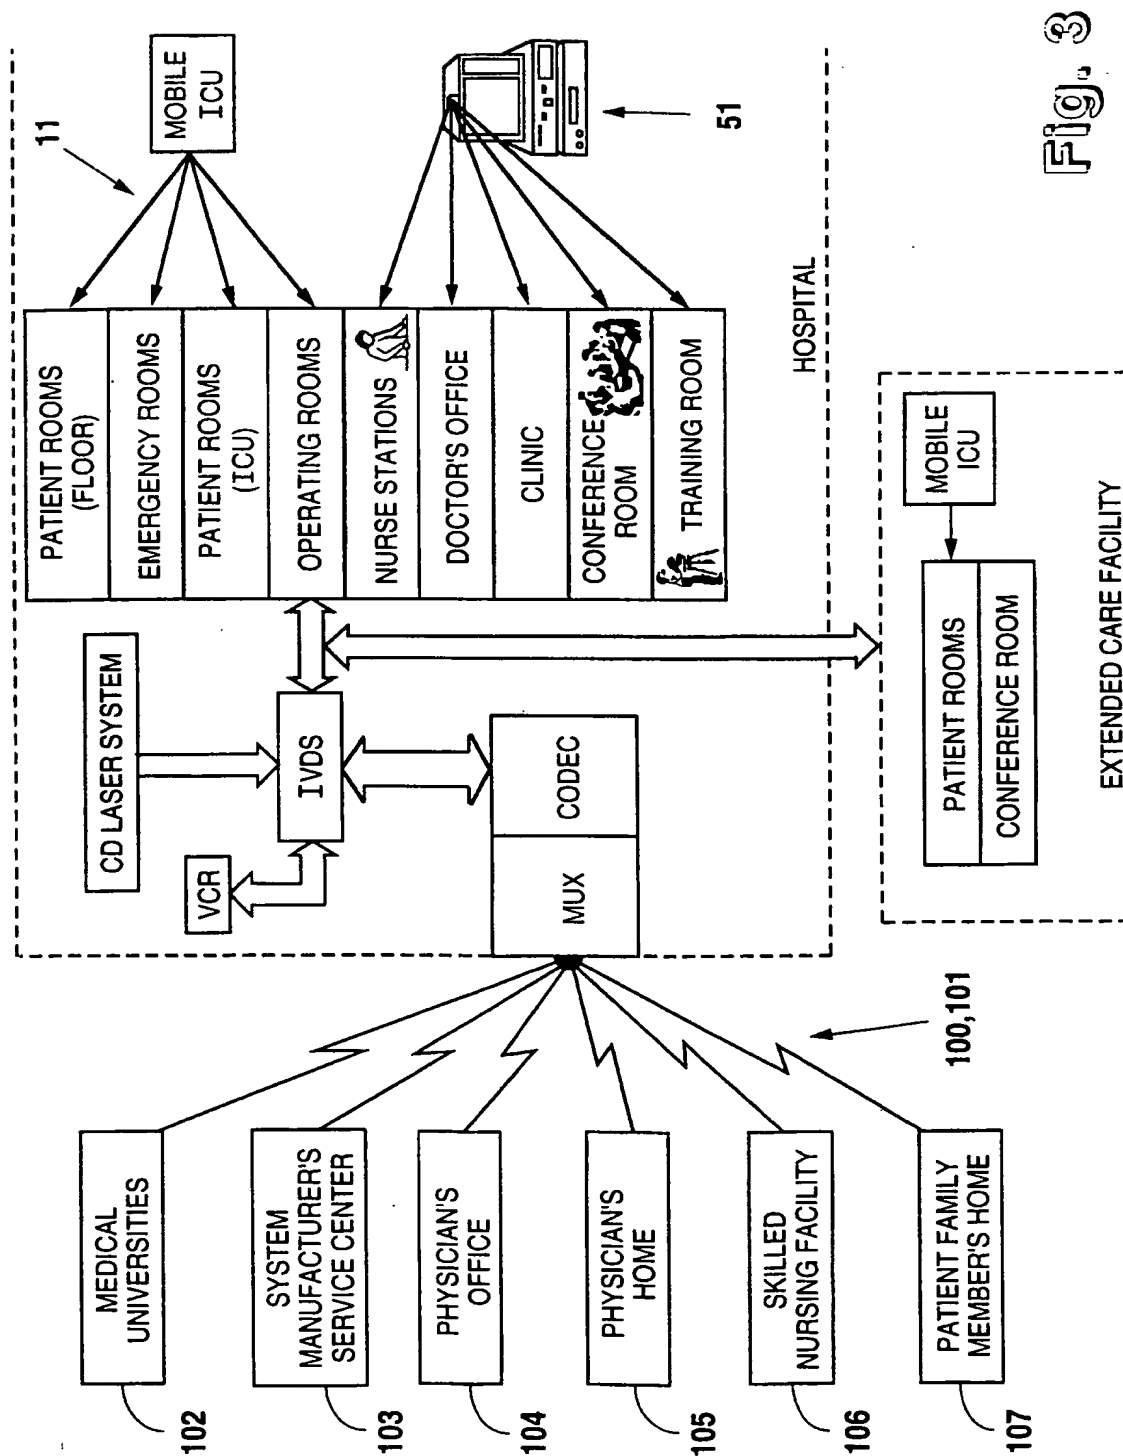 102
MEDICAL
UNIVERSITIES
103
SYSTEM
MANUFACTURER'S
SERVICE CENTER
104
PHYSICIAN'S
OFFICE
105
PHYSICIAN'S
HOME
106
SKILLED
NURSING FACILITY
107
PATIENT FAMILY
MEMBER'S HOME
100,101
CD LASER SYSTEM
VCR
IVDS
MUX
CODEC
PATIENT ROOMS
(FLOOR)
EMERGENCY ROOMS
PATIENT ROOMS
(ICU)
OPERATING ROOMS
NURSE STATIONS
DOCTOR'S OFFICE
CLINIC
CONFERENCE
ROOM
TRAINING ROOM
11
MOBILE
ICU
51
HOSPITAL
MOBILE
ICU
PATIENT ROOMS
CONFERENCE ROOM
EXTENDED CARE FACILITY
Fig. 3